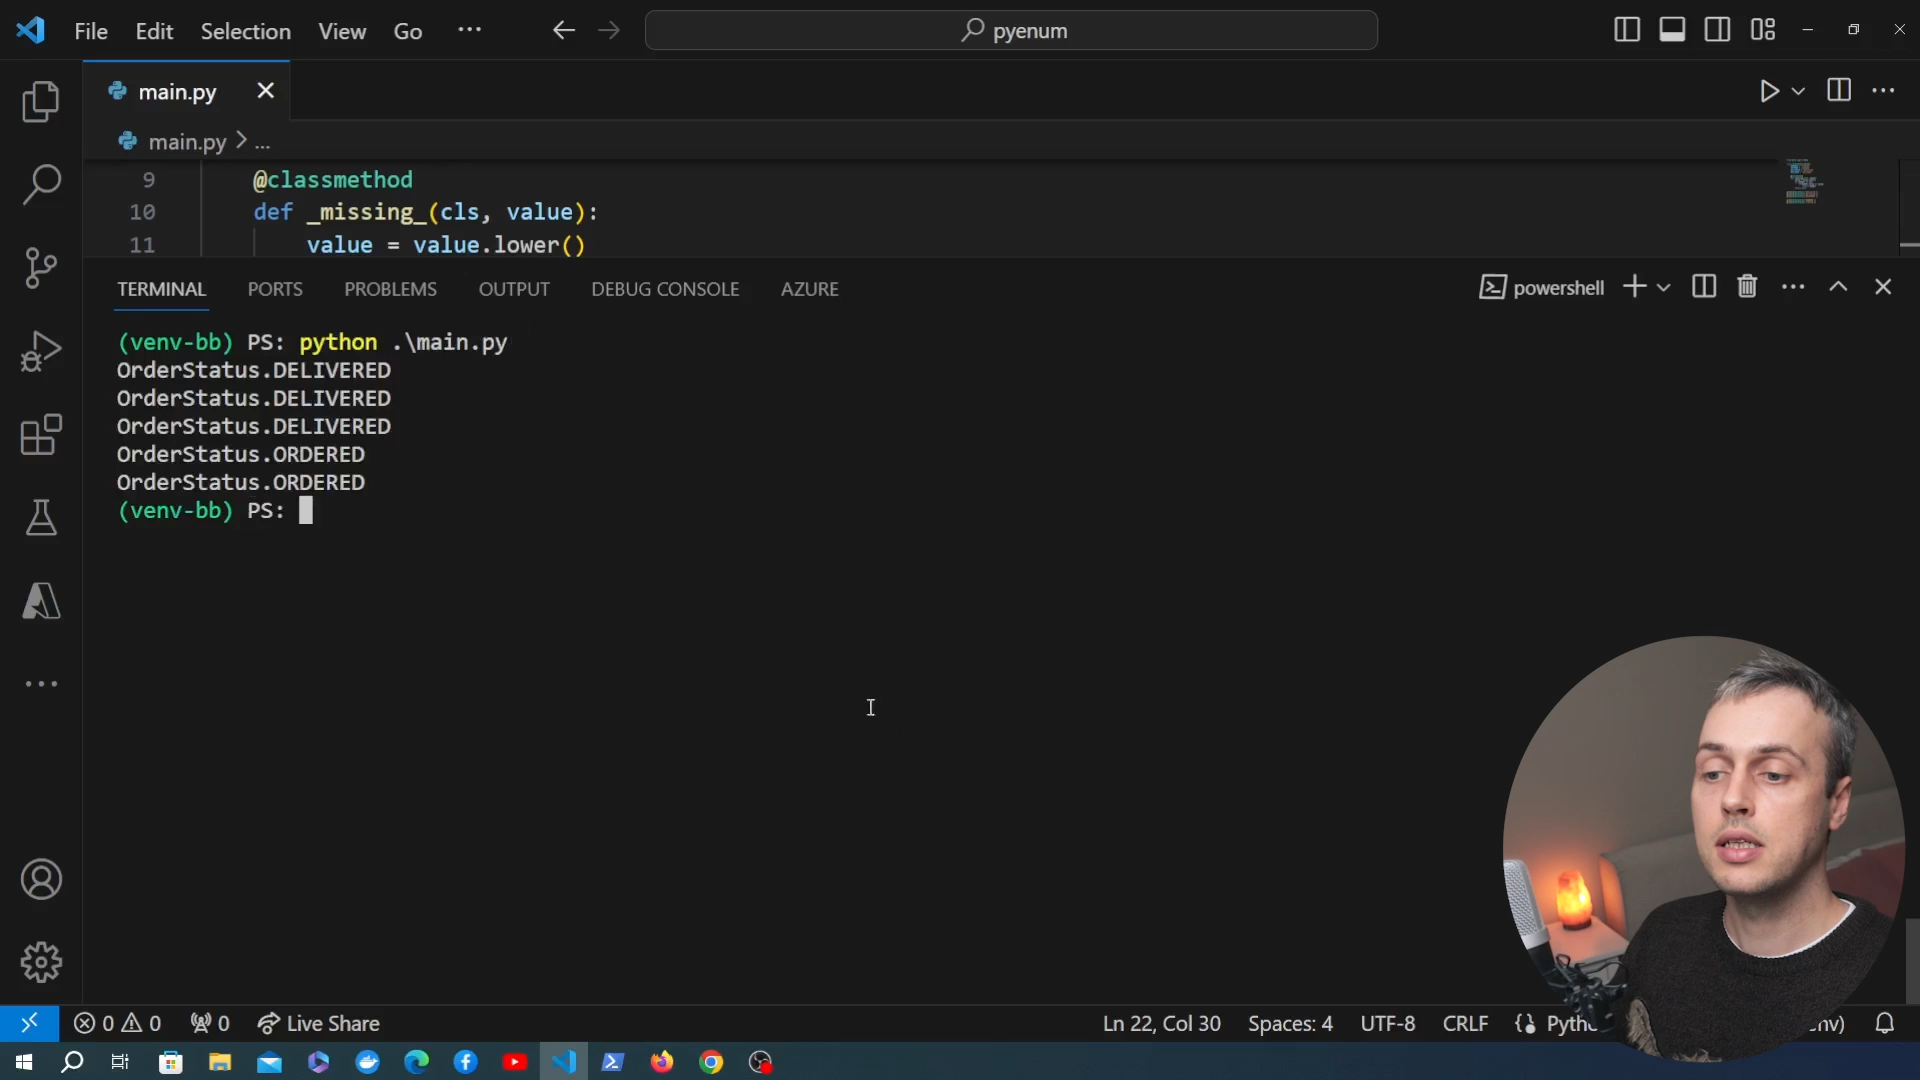 File Edit Selection View Go ... pyenum
main.py
main.py > ...
9 @classmethod
10 def _missing_(cls, value):
11 value = value.lower()
TERMINAL PORTS PROBLEMS OUTPUT DEBUG CONSOLE AZURE powershell
(venv-bb) PS: python .\main.py
OrderStatus.DELIVERED
OrderStatus.DELIVERED
OrderStatus.DELIVERED
OrderStatus.ORDERED
OrderStatus.ORDERED
(venv-bb) PS:
0 0 0 Live Share Ln 22, Col 30 Spaces: 4 UTF-8 CRLF